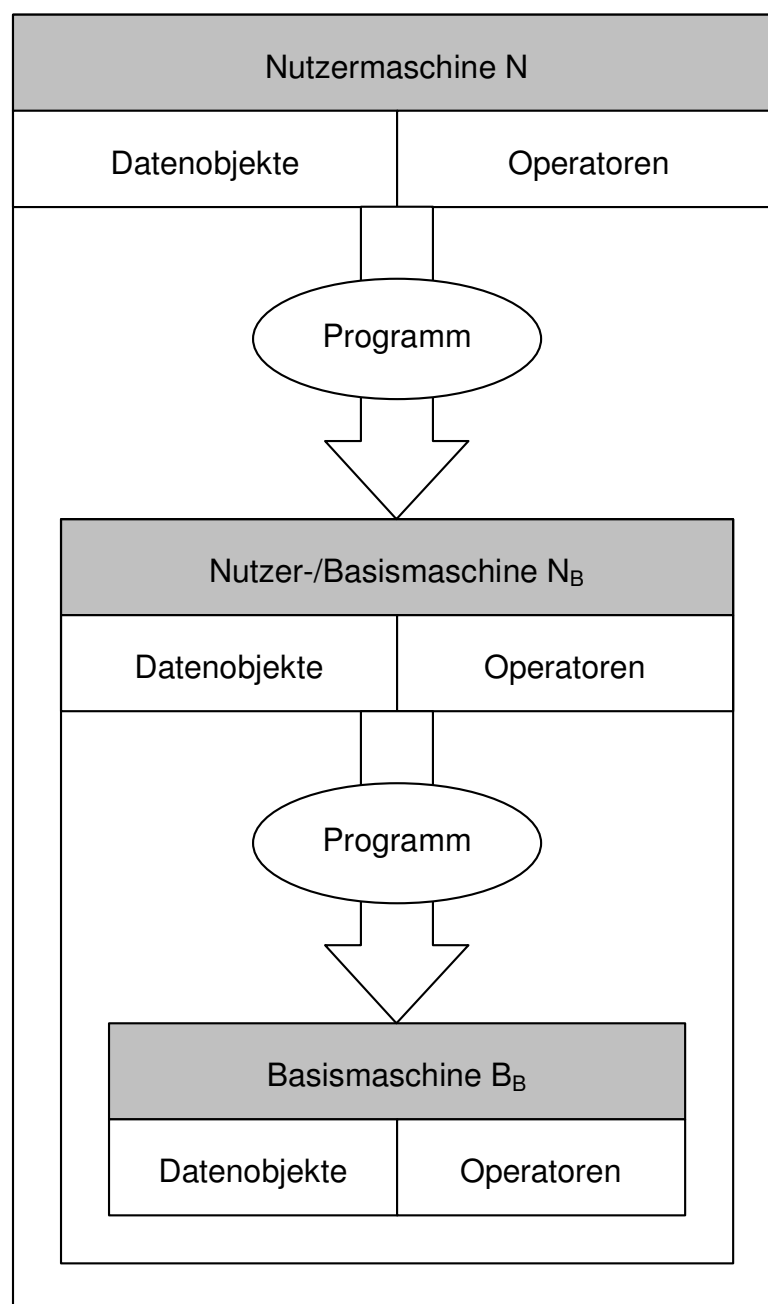 Nutzermaschine N
Datenobjekte
Operatoren
Programm
Nutzer-/Basismaschine N_B
Datenobjekte
Operatoren
Programm
Basismaschine B_B
Datenobjekte
Operatoren